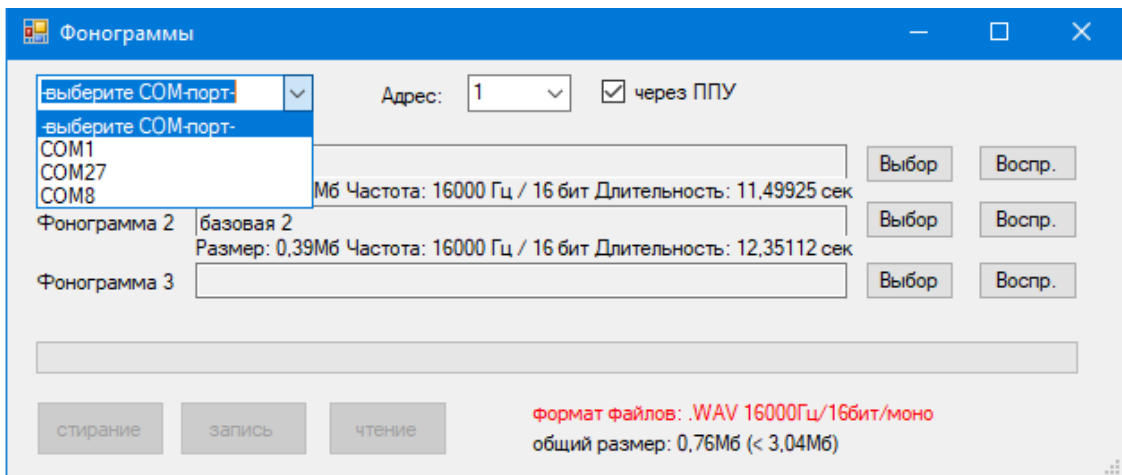 Фонограммы
-выберите COM-порт- Адрес: 1 через ППУ
-выберите COM-порт-
COM1
COM27
COM8
Выбор Воспр.
Мб Частота: 16000 Гц / 16 бит Длительность: 11,49925 сек
Фонограмма 2 базовая 2 Выбор Воспр.
Размер: 0,39Мб Частота: 16000 Гц / 16 бит Длительность: 12,35112 сек
Фонограмма 3 Выбор Воспр.
стирание запись чтение
формат файлов: .WAV 16000Гц/16бит/моно
общий размер: 0,76Мб (< 3,04Мб)